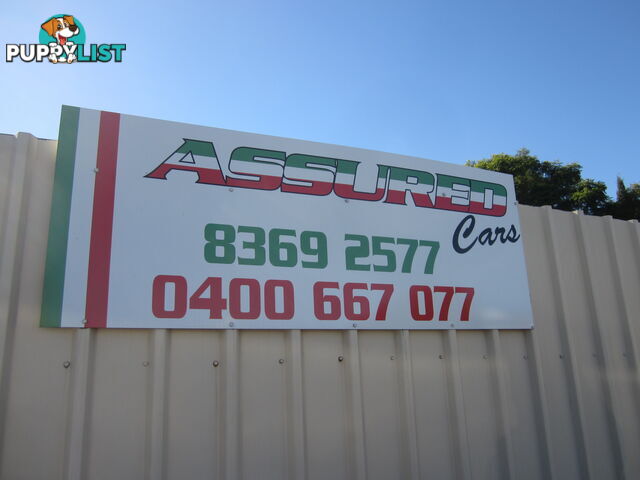 PUPPYLIST
ASSURED
Cars
8369 2577
0400 667 077